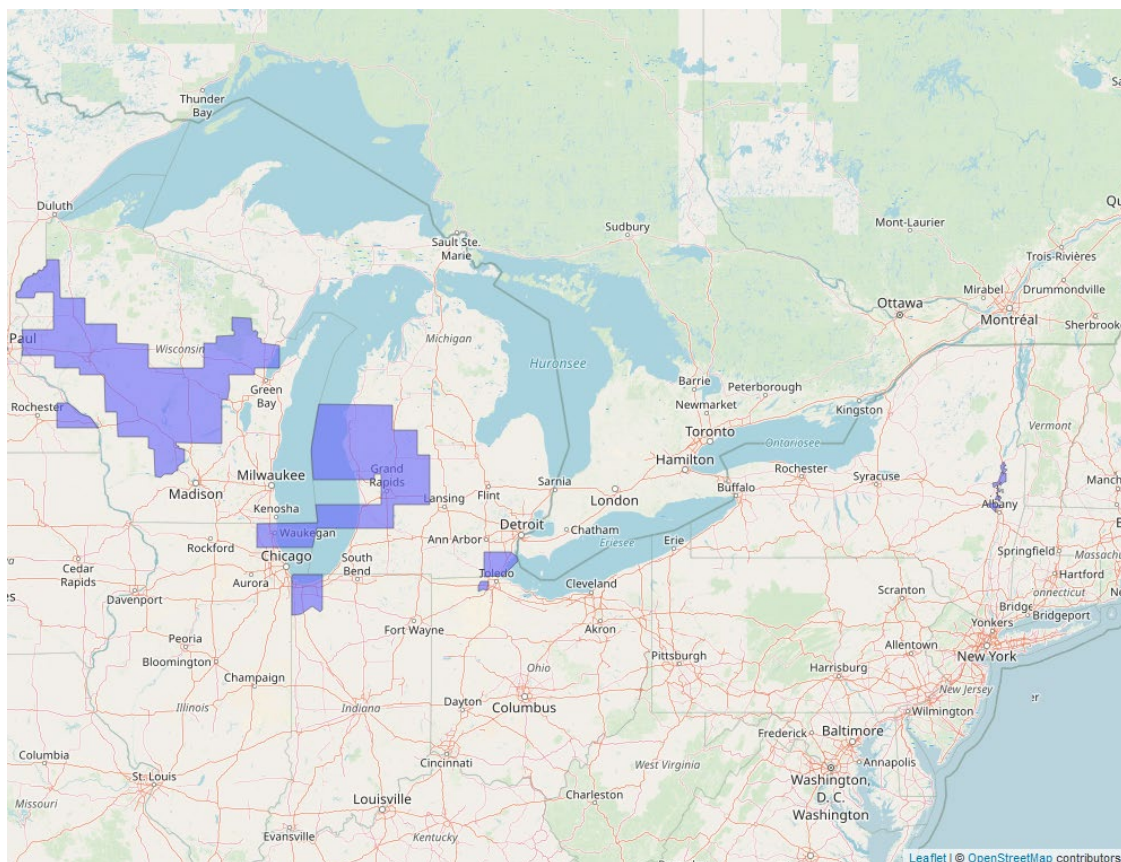 Thunder
Bay
Duluth
Sault Ste.
Marie
Sudbury
Mont-Laurier
Qu
Trois-Rivières
Mirabel
Drummondville
Ottawa
Montréal
Sherbrooke
Paul
Wisconsin
Michigan
Huronsee
Barrie
Peterborough
Newmarket
Kingston
Green
Bay
Rochester
Toronto
Ontariosee
Vermont
Hamilton
Rochester
Syracuse
Milwaukee
Grand
Rapids
Madison
Lansing
Flint
Sarnia
London
Buffalo
Albany
Manch
Kenosha
Waukegan
Detroit
Chatham
Eriesee
Erie
Rockford
Ann Arbor
Springfield
Massachu
Chicago
South
Bend
Toledo
Cleveland
Hartford
onnecticut
Cedar
Rapids
Aurora
Davenport
Scranton
Bridge
Bridgeport
Fort Wayne
Akron
Yonkers
New York
Peoria
Bloomington
Pittsburgh
Allentown
Harrisburg
Champaign
Ohio
New Jersey
Illinois
Indiana
Dayton
Columbus
Wilmington
Frederick
Baltimore
Columbia
Cincinnati
West Virginia
Annapolis
St. Louis
Washington,
D. C.
Washington
Missouri
Louisville
Charleston
Evansville
Kentucky
Leaflet | © OpenStreetMap contributors